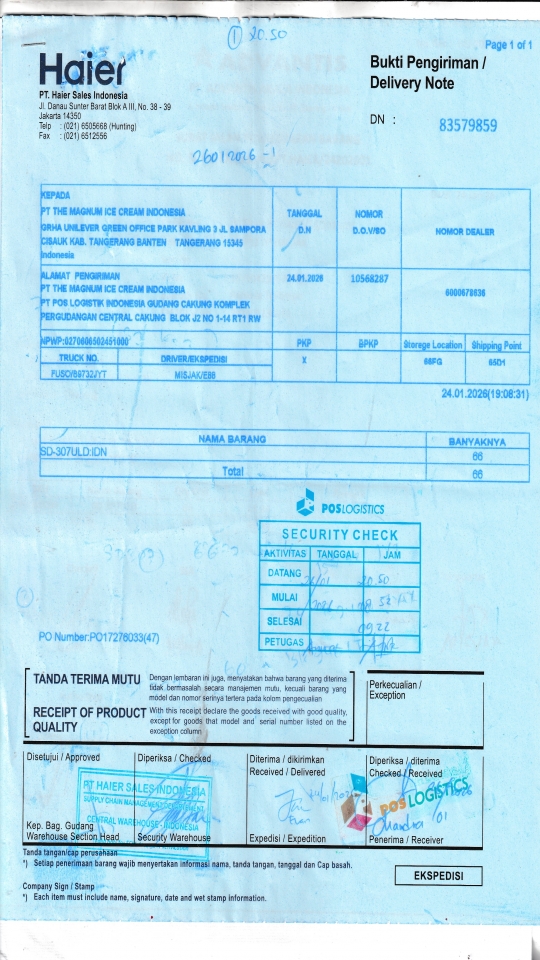 ① 20.50
Page 1 of 1
Haier
PT. Haier Sales Indonesia
Jl. Danau Sunter Barat Blok A III, No. 38 - 39
Jakarta 14350
Telp : (021) 6505668 (Hunting)
Fax : (021) 6512556
Bukti Pengiriman /
Delivery Note
DN : 83579859
26012026 -1
KEPADA
PT THE MAGNUM ICE CREAM INDONESIA
GRHA UNILEVER GREEN OFFICE PARK KAVLING 3 JL SAMPORA
CISAUK KAB. TANGERANG BANTEN TANGERANG 15345
Indonesia
TANGGAL
D.N
NOMOR
D.O.V/SO
NOMOR DEALER
ALAMAT PENGIRIMAN
PT THE MAGNUM ICE CREAM INDONESIA
PT POS LOGISTIK INDONESIA GUDANG CAKUNG KOMPLEK
PERGUDANGAN CENTRAL CAKUNG BLOK J2 NO 1-14 RT1 RW
24.01.2026
10568287
6000678636
NPWP:0270606502451000
PKP
BPKP
Storage Location
Shipping Point
TRUCK NO.
DRIVER/EKSPEDISI
X
65FG
65D1
FUSO/B9732JYT
MISJAK/E86
24.01.2026(19:08:31)
NAMA BARANG
BANYAKNYA
SD-307ULD:IDN
66
Total
66
POSLOGISTICS
SECURITY CHECK
AKTIVITAS TANGGAL JAM
DATANG 24/01 20.50
MULAI
SELESAI 09.22
PETUGAS
PO Number:PO17276033(47)
TANDA TERIMA MUTU
RECEIPT OF PRODUCT
QUALITY
Dengan lembaran ini juga, menyatakan bahwa barang yang diterima
tidak bermasalah secara manajemen mutu, kecuali barang yang
model dan nomor serinya tertera pada kolom pengecualian
With this receipt declare the goods received with good quality,
except for goods that model and serial number listed on the
exception column
Perkecualian /
Exception
Disetujui / Approved
Diperiksa / Checked
Diterima / dikirimkan
Received / Delivered
Diperiksa / diterima
Checked / Received
PT HAIER SALES INDONESIA
SUPPLY CHAIN MANAGEMENT DEPARTMENT
CENTRAL WAREHOUSE - INDONESIA
POSLOGISTICS
Kep. Bag. Gudang
Warehouse Section Head
Security Warehouse
Expedisi / Expedition
Penerima / Receiver
Tanda tangan/cap perusahaan
*) Setiap penerimaan barang wajib menyertakan informasi nama, tanda tangan, tanggal dan Cap basah.
EKSPEDISI
Company Sign / Stamp
*) Each item must include name, signature, date and wet stamp information.